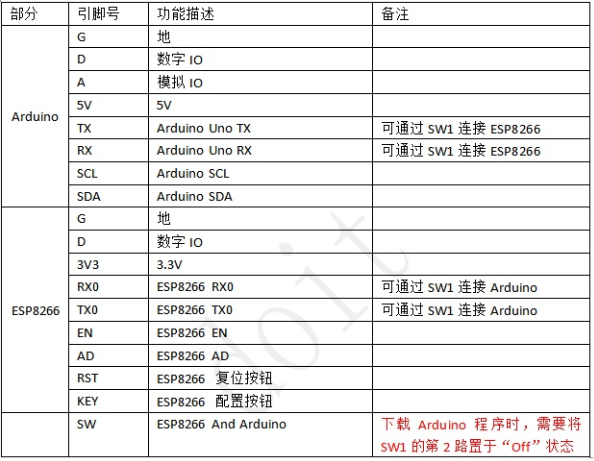 部分 引脚号 功能描述 备注
Arduino
G 地
D 数字 IO
A 模拟 IO
5V 5V
TX Arduino Uno TX 可通过 SW1 连接 ESP8266
RX Arduino Uno RX 可通过 SW1 连接 ESP8266
SCL Arduino SCL
SDA Arduino SDA
ESP8266
G 地
D 数字 IO
3V3 3.3V
RX0 ESP8266 RX0 可通过 SW1 连接 Arduino
TX0 ESP8266 TX0 可通过 SW1 连接 Arduino
EN ESP8266 EN
AD ESP8266 AD
RST ESP8266 复位按钮
KEY ESP8266 配置按钮
SW ESP8266 And Arduino 下载 Arduino 程序时，需要将
SW1 的第 2 路置于“Off”状态
doit